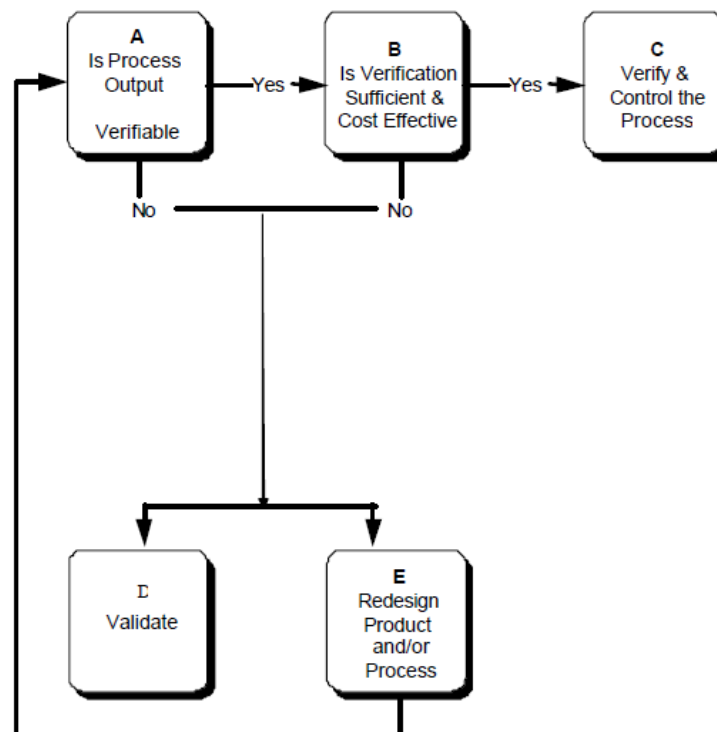 A
Is Process
Output
Verifiable
Yes
B
Is Verification
Sufficient &
Cost Effective
Yes
C
Verify &
Control the
Process
No
No
D
Validate
E
Redesign
Product
and/or
Process